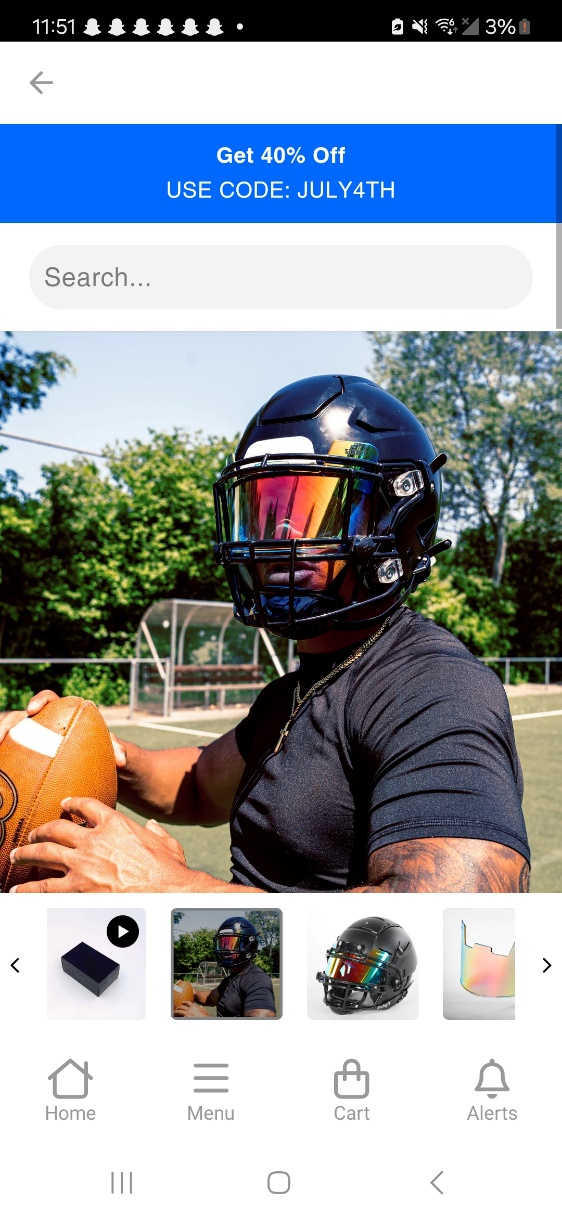 11:51
3%
Get 40% Off
USE CODE: JULY4TH
Search...
Home
Menu
Cart
Alerts